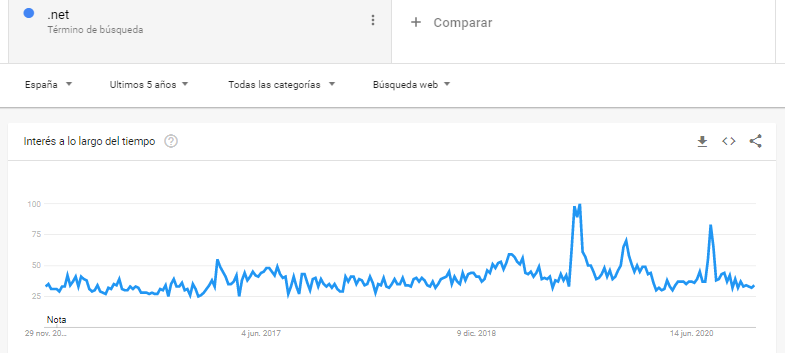 .net
Término de búsqueda
+ Comparar
España
Ultimos 5 años
Todas las categorías
Búsqueda web
Interés a lo largo del tiempo
?
100
75
50
25
Nota
29 nov. 20...
4 jun. 2017
9 dic. 2018
14 jun. 2020